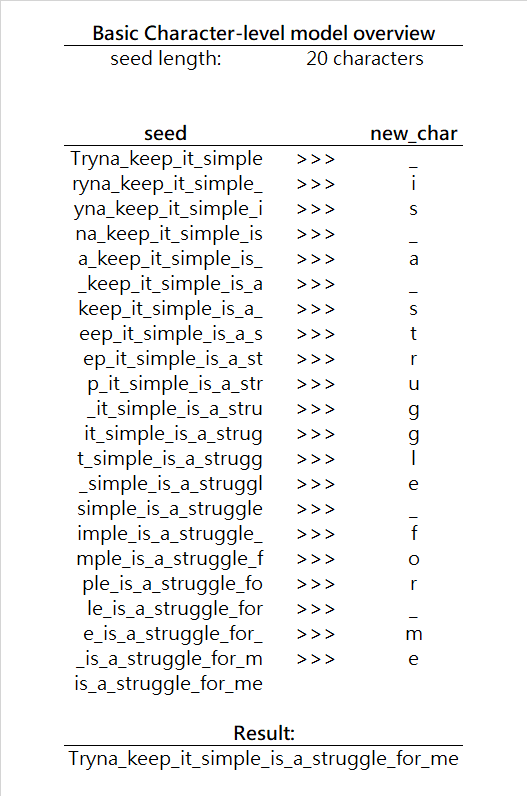 Basic Character-level model overview
seed length: 20 characters
seed new_char
Tryna_keep_it_simple >>> _
ryna_keep_it_simple_ >>> i
yna_keep_it_simple_i >>> s
na_keep_it_simple_is >>> _
a_keep_it_simple_is_ >>> a
_keep_it_simple_is_a >>> _
keep_it_simple_is_a_ >>> s
eep_it_simple_is_a_s >>> t
ep_it_simple_is_a_st >>> r
p_it_simple_is_a_str >>> u
_it_simple_is_a_stru >>> g
it_simple_is_a_strug >>> g
t_simple_is_a_strugg >>> l
_simple_is_a_struggl >>> e
simple_is_a_struggle >>> _
imple_is_a_struggle_ >>> f
mple_is_a_struggle_f >>> o
ple_is_a_struggle_fo >>> r
le_is_a_struggle_for >>> _
e_is_a_struggle_for_ >>> m
_is_a_struggle_for_m >>> e
is_a_struggle_for_me
Result:
Tryna_keep_it_simple_is_a_struggle_for_me